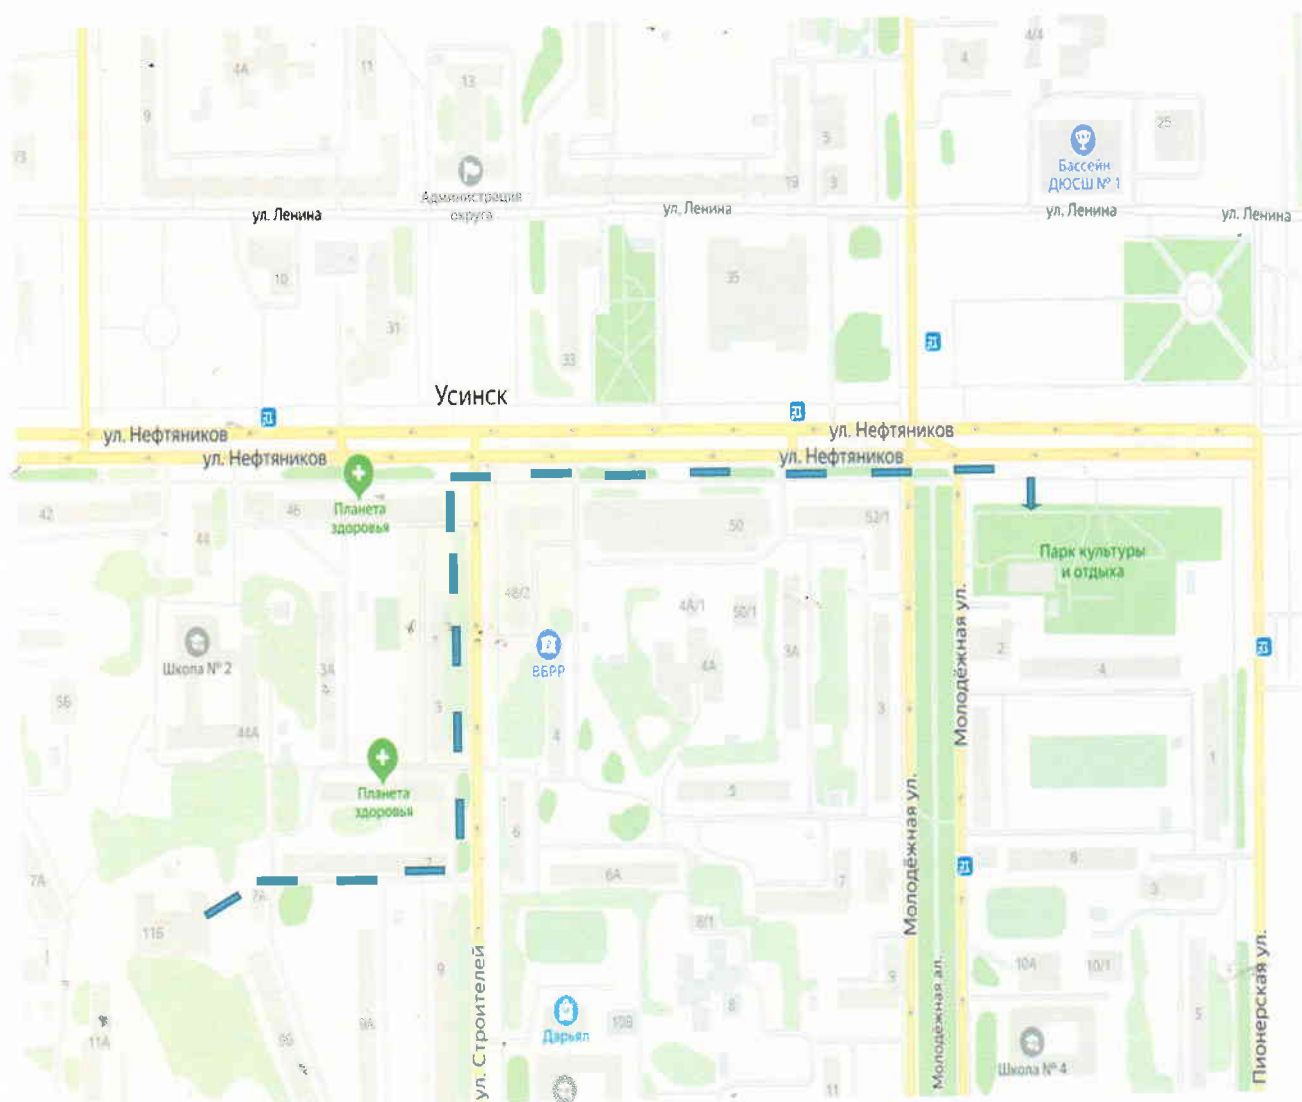 4/4
4
4А
11
13
9
25
5
Бассейн
ДЮСШ № 1
19
3
Администрация
округа
ул. Ленина
ул. Ленина
ул. Ленина
ул. Ленина
10
35
31
33
Усинск
ул. Нефтяников
ул. Нефтяников
ул. Нефтяников
ул. Нефтяников
42
46
Планета
здоровья
44
50
52/1
Парк культуры
и отдыха
48/2
4А/1
50/1
Школа № 2
3А
ВБРР
4А
3А
2
4
5Б
3
44А
4
3
1
Молодёжная ул.
Планета
здоровья
5
6
Молодёжная ул.
7А
7
6А
7
8
3
11Б
8/1
9
9
10А
10/1
Дарьял
10В
8
9А
11А
Школа № 4
5
11
ул. Строителей
Молодёжная ал.
Пионерская ул.